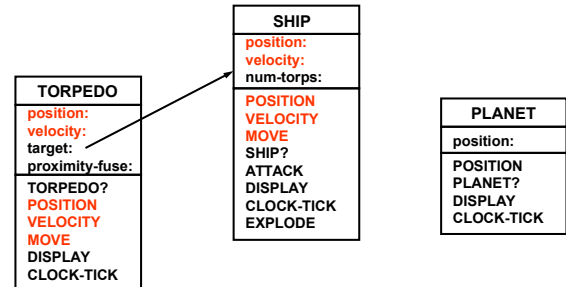 TORPEDO
position:
velocity:
target:
proximity-fuse:
TORPEDO?
POSITION
VELOCITY
MOVE
DISPLAY
CLOCK-TICK
SHIP
position:
velocity:
num-torps:
POSITION
VELOCITY
MOVE
SHIP?
ATTACK
DISPLAY
CLOCK-TICK
EXPLODE
PLANET
position:
POSITION
PLANET?
DISPLAY
CLOCK-TICK